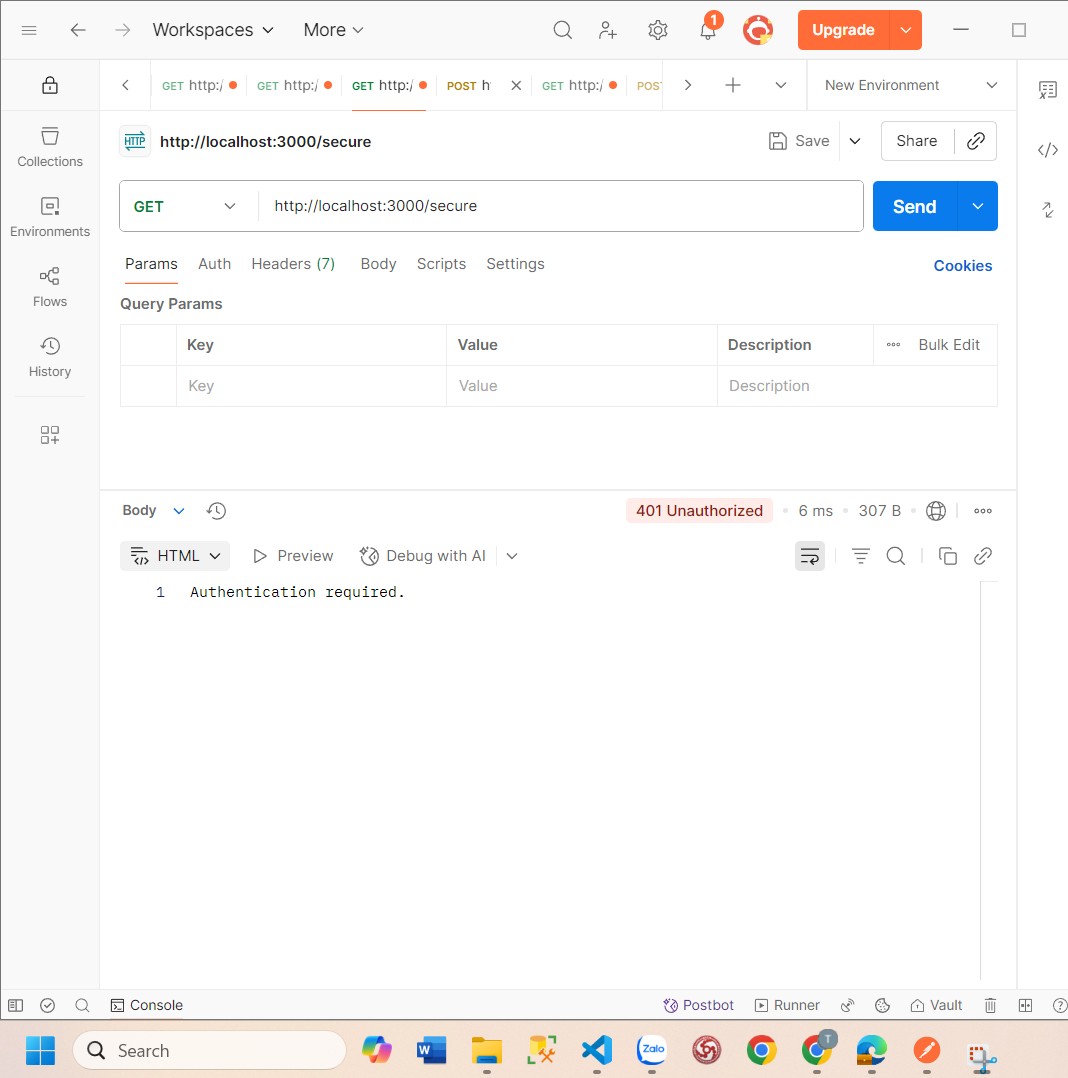 Workspaces More 1 Upgrade
GET http:/ GET http:/ GET http:/ POST h GET http:/ POST New Environment
HTTP http://localhost:3000/secure Save Share
Collections
GET http://localhost:3000/secure Send
Environments
Params Auth Headers (7) Body Scripts Settings Cookies
Flows
Query Params
Key Value Description Bulk Edit
History
Key Value Description
Body 401 Unauthorized 6 ms 307 B
HTML Preview Debug with AI
1 Authentication required.
Console Postbot Runner Vault
Search W Zalo T